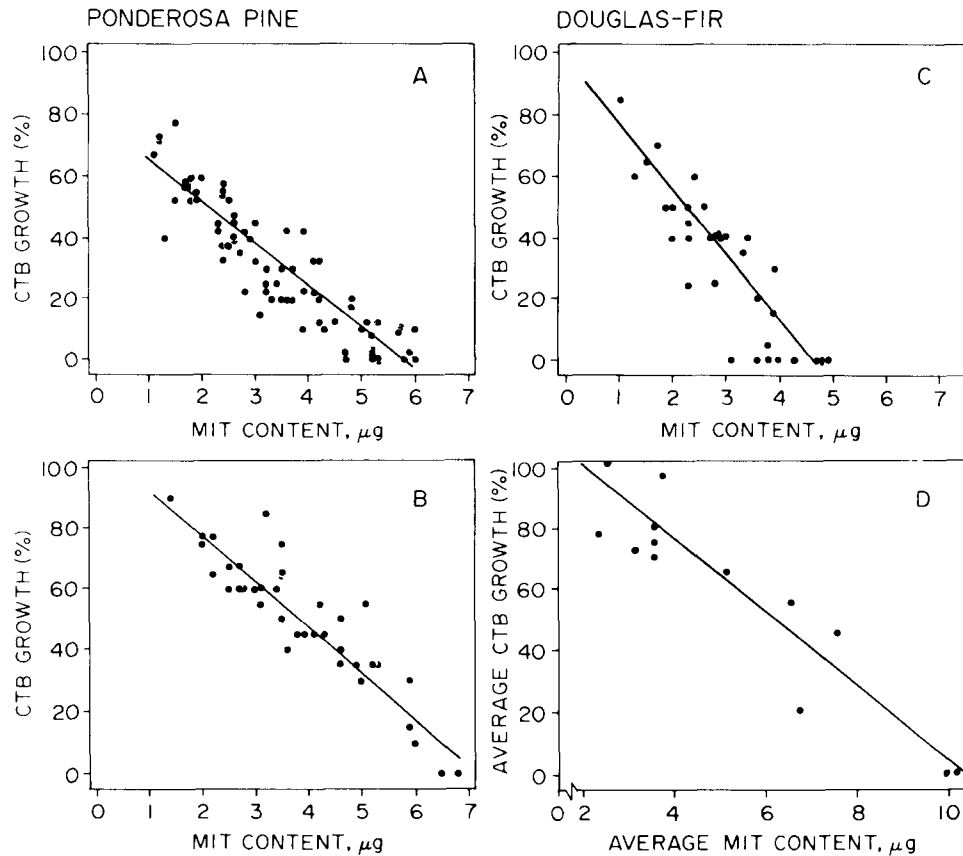 PONDEROSA PINE
DOUGLAS-FIR
A
CTB GROWTH (%)
100
80
60
40
20
0
0 1 2 3 4 5 6 7
MIT CONTENT, μg
C
CTB GROWTH (%)
100
80
60
40
20
0
0 1 2 3 4 5 6 7
MIT CONTENT, μg
B
CTB GROWTH (%)
100
80
60
40
20
0
0 1 2 3 4 5 6 7
MIT CONTENT, μg
D
AVERAGE CTB GROWTH (%)
100
80
60
40
20
0
0 2 4 6 8 10
AVERAGE MIT CONTENT, μg